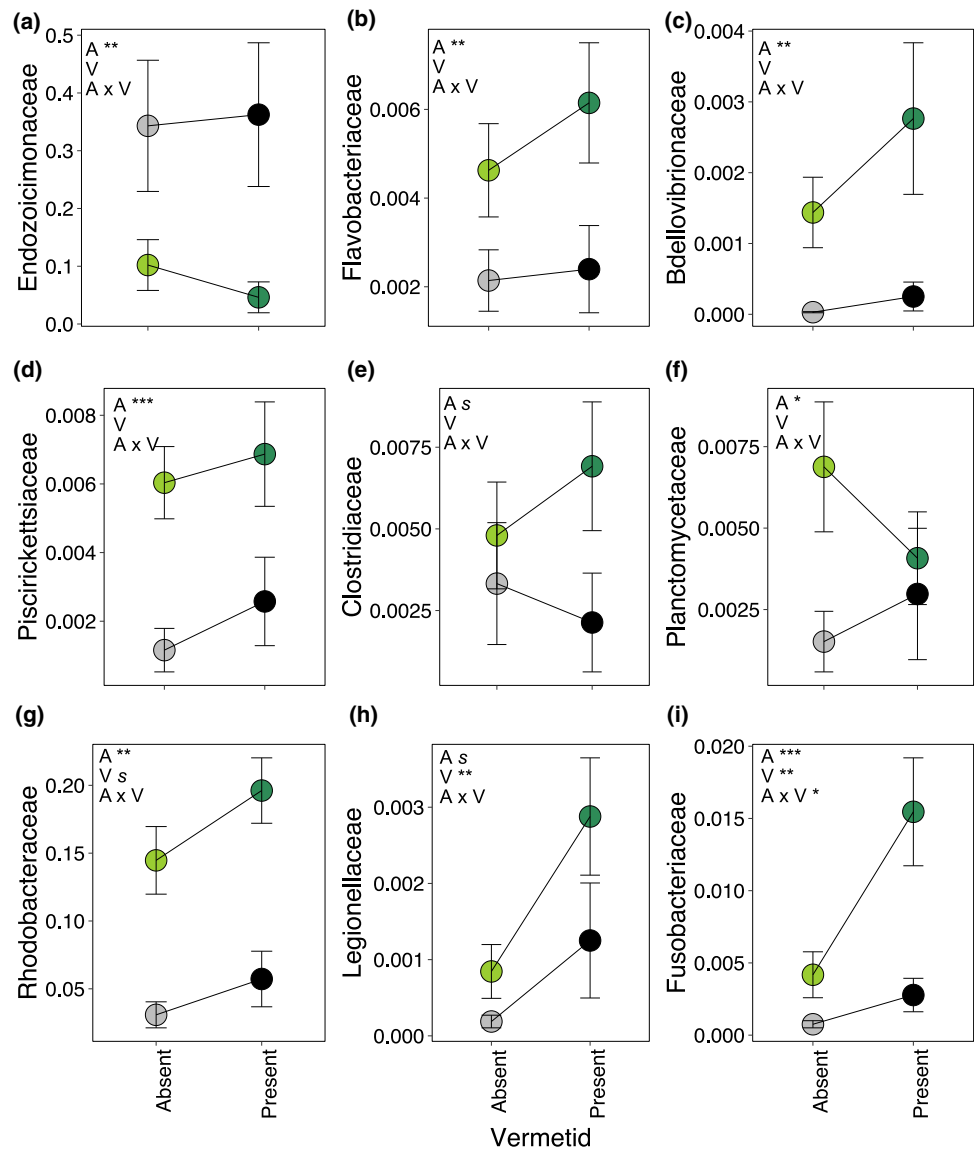 (a)
Endozoicimonaceae
0.5
0.4
0.3
0.2
0.1
0.0
A **
V
A x V
(b)
Flavobacteriaceae
0.006
0.004
0.002
A **
V
A x V
(c)
Bdellovibrionaceae
0.004
0.003
0.002
0.001
0.000
A **
V
A x V
(d)
Piscirickettsiaceae
0.008
0.006
0.004
0.002
A ***
V
A x V
(e)
Clostridiaceae
0.0075
0.0050
0.0025
A s
V
A x V
(f)
Planctomycetaceae
0.0075
0.0050
0.0025
A *
V
A x V
(g)
Rhodobacteraceae
0.20
0.15
0.10
0.05
A **
V s
A x V
(h)
Legionellaceae
0.003
0.002
0.001
0.000
A s
V **
A x V
(i)
Fusobacteriaceae
0.020
0.015
0.010
0.005
0.000
A ***
V **
A x V *
Absent
Present
Absent
Present
Absent
Present
Vermetid